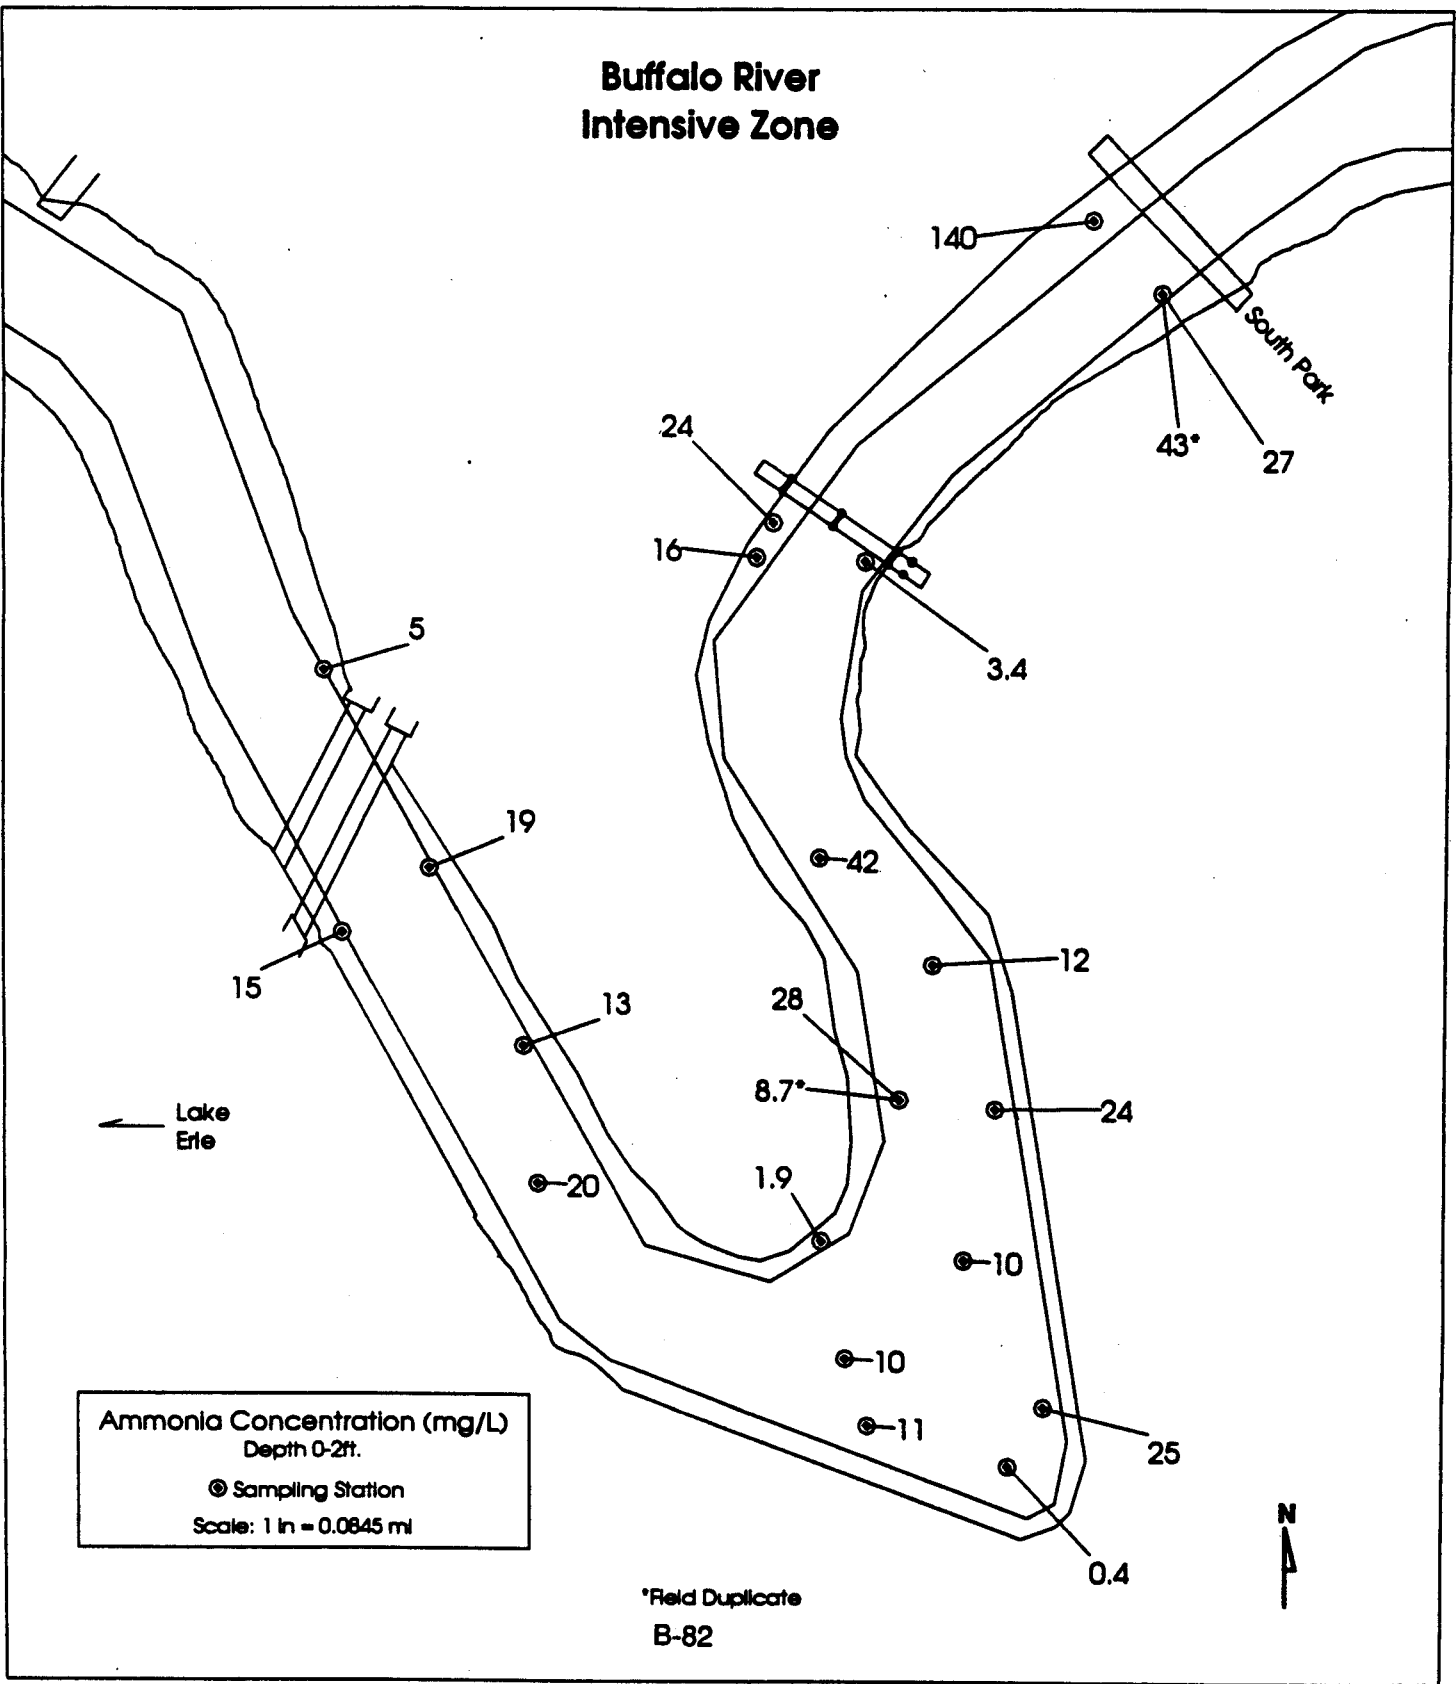 Buffalo River
Intensive Zone
140
South Park
43*
27
24
16
3.4
5
19
42
15
12
13
28
8.7*
24
Lake
Erie
20
1.9
10
10
11
25
0.4
Ammonia Concentration (mg/L)
Depth 0-2ft.
Sampling Station
Scale: 1 in = 0.0845 mi
N
*Field Duplicate
B-82